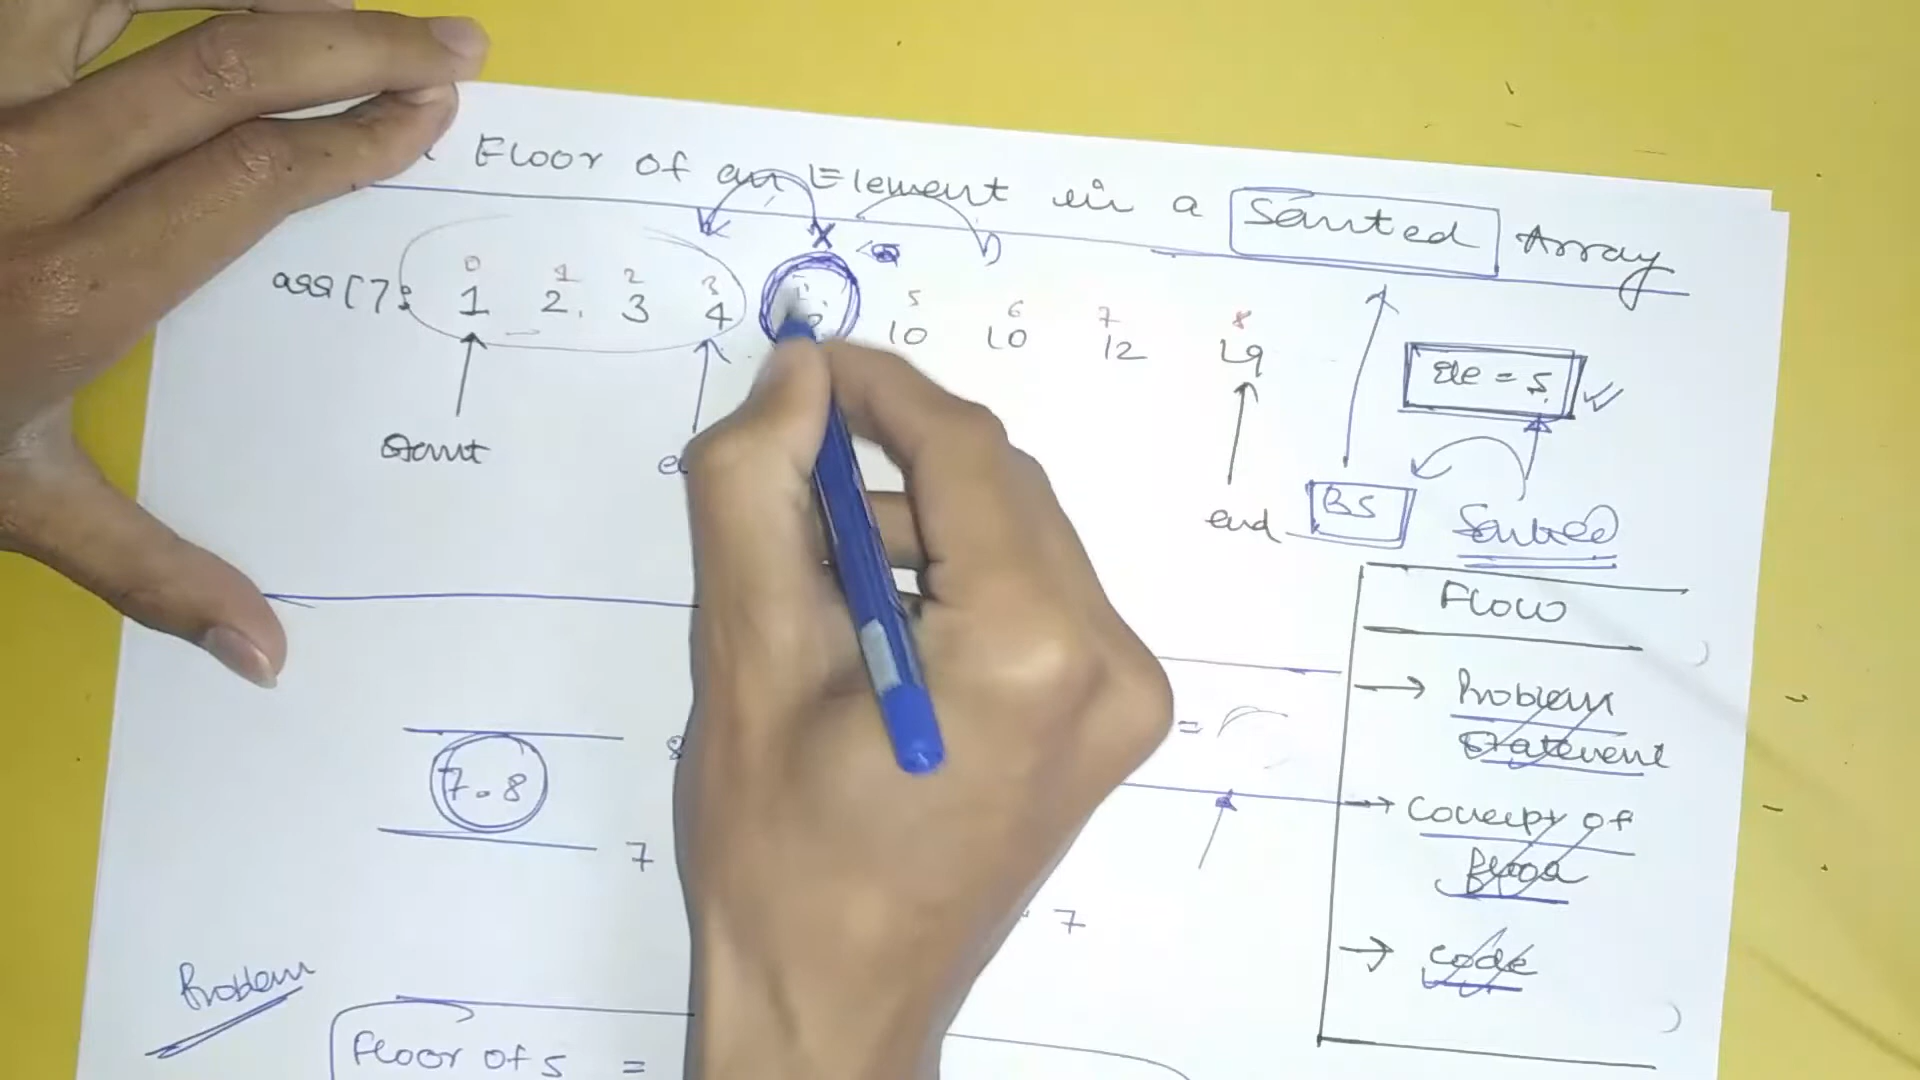 Floor of an Element in a Sorted Array
0 1 2 3 5 6 7 8
arr[]: 1 2. 3 4 10 10 12 19
ele = 5
start
end
BS
Sorted
Flow
→ Problem
Statement
→ Concept of
floor
→ code
7.8
8
7
=
7
Problem
Floor of 5 =